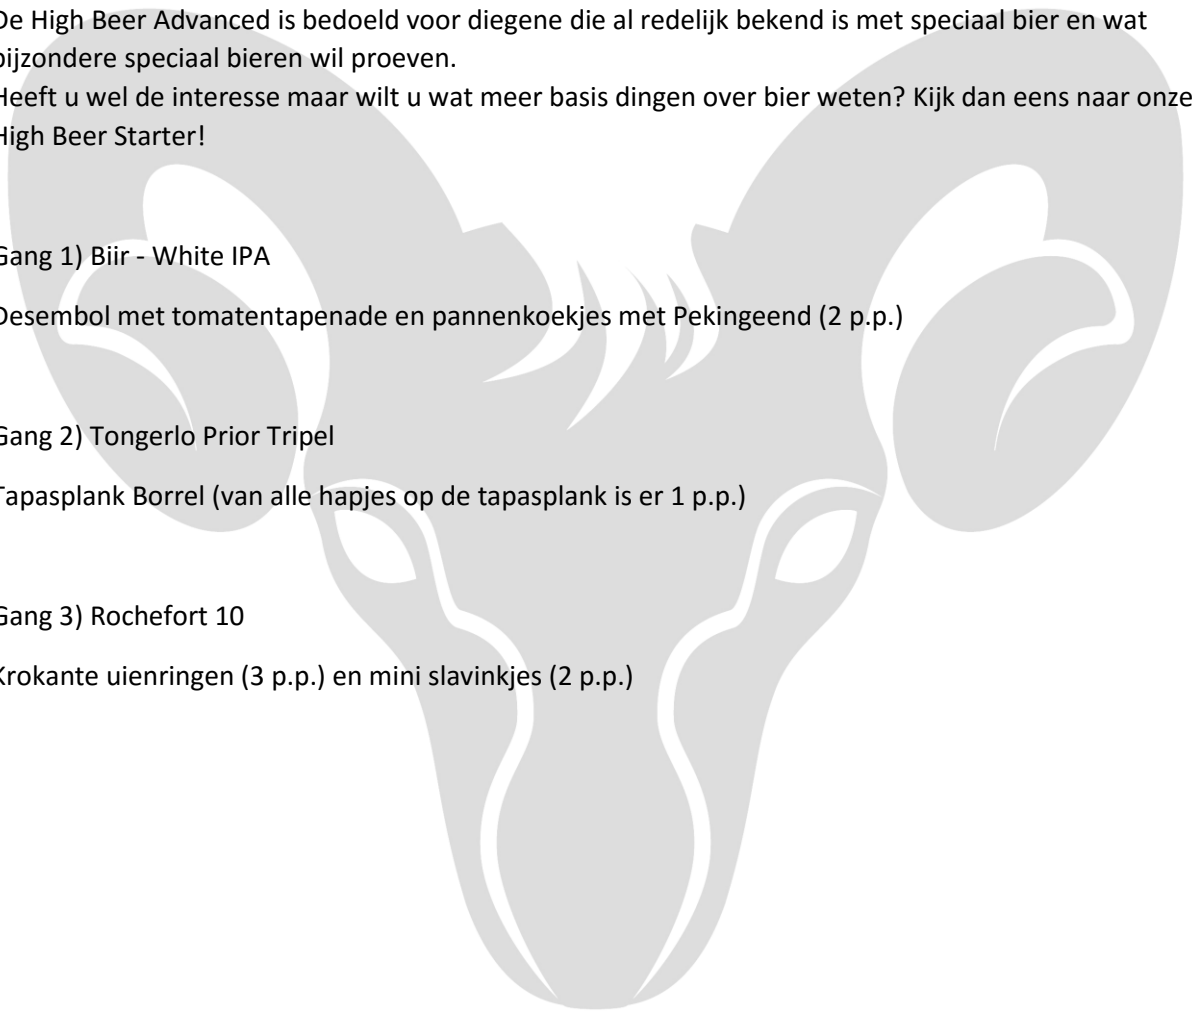 De High Beer Advanced is bedoeld voor diegene die al redelijk bekend is met speciaal bier en wat
bijzondere speciaal bieren wil proeven.
Heeft u wel de interesse maar wilt u wat meer basis dingen over bier weten? Kijk dan eens naar onze
High Beer Starter!
Gang 1) Biir - White IPA
Desembol met tomatentapenade en pannenkoekjes met Pekingeend (2 p.p.)
Gang 2) Tongerlo Prior Tripel
Tapasplank Borrel (van alle hapjes op de tapasplank is er 1 p.p.)
Gang 3) Rochefort 10
Krokante uienringen (3 p.p.) en mini slavinkjes (2 p.p.)